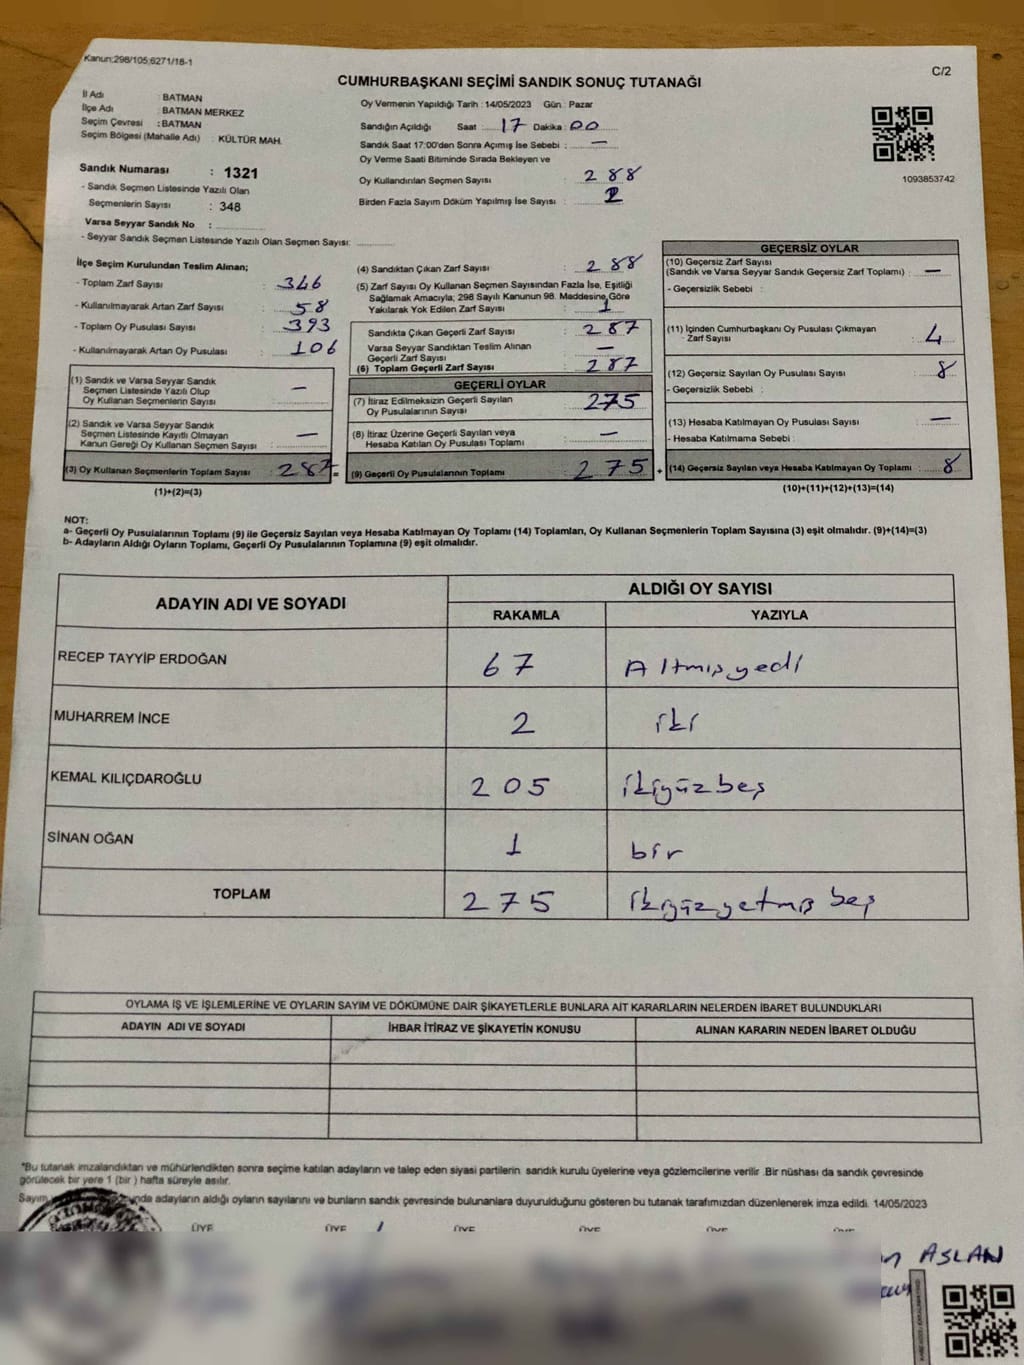 Kanun;298/105;6271/18-1
C/2
CUMHURBAŞKANI SEÇİMİ SANDIK SONUÇ TUTANAĞI
İl Adı : BATMAN
İlçe Adı : BATMAN MERKEZ
Seçim Çevresi : BATMAN
Seçim Bölgesi (Mahalle Adı) : KÜLTÜR MAH.
Sandık Numarası : 1321
- Sandık Seçmen Listesinde Yazılı Olan
Seçmenlerin Sayısı : 348
Varsa Seyyar Sandık No :
- Seyyar Sandık Seçmen Listesinde Yazılı Olan Seçmen Sayısı:
Oy Vermenin Yapıldığı Tarih : 14/05/2023 Gün : Pazar
Sandığın Açıldığı Saat : 17 Dakika : 00
Sandık Saat 17:00'den Sonra Açımış İse Sebebi : —
Oy Verme Saati Bitiminde Sırada Bekleyen ve
Oy Kullandırılan Seçmen Sayısı : 288
Birden Fazla Sayım Döküm Yapılmış İse Sayısı :
1093853742
İlçe Seçim Kurulundan Teslim Alınan;
- Toplam Zarf Sayısı : 346
- Kullanılmayarak Artan Zarf Sayısı : 58
- Toplam Oy Pusulası Sayısı : 393
- Kullanılmayarak Artan Oy Pusulası : 106
(1) Sandık ve Varsa Seyyar Sandık
Seçmen Listesinde Yazılı Olup
Oy Kullanan Seçmenlerin Sayısı : —
(2) Sandık ve Varsa Seyyar Sandık
Seçmen Listesinde Kayıtlı Olmayan
Kanun Gereği Oy Kullanan Seçmen Sayısı : —
(3) Oy Kullanan Seçmenlerin Toplam Sayısı : 287 =
(1)+(2)=(3)
(4) Sandıktan Çıkan Zarf Sayısı : 288
(5) Zarf Sayısı Oy Kullanan Seçmen Sayısından Fazla İse, Eşitliği
Sağlamak Amacıyla; 298 Sayılı Kanunun 98. Maddesine Göre
Yakılarak Yok Edilen Zarf Sayısı : 1
Sandıkta Çıkan Geçerli Zarf Sayısı : 287
Varsa Seyyar Sandıktan Teslim Alınan
Geçerli Zarf Sayısı : —
(6) Toplam Geçerli Zarf Sayısı : 287
GEÇERLİ OYLAR
(7) İtiraz Edilmeksizin Geçerli Sayılan
Oy Pusulalarının Sayısı : 275
(8) İtiraz Üzerine Geçerli Sayılan veya
Hesaba Katılan Oy Pusulası Toplamı : —
(9) Geçerli Oy Pusulalarının Toplamı : 275 +
GEÇERSİZ OYLAR
(10) Geçersiz Zarf Sayısı
(Sandık ve Varsa Seyyar Sandık Geçersiz Zarf Toplamı) : —
- Geçersizlik Sebebi :
(11) İçinden Cumhurbaşkanı Oy Pusulası Çıkmayan
Zarf Sayısı : 4
(12) Geçersiz Sayılan Oy Pusulası Sayısı : 8
- Geçersizlik Sebebi :
(13) Hesaba Katılmayan Oy Pusulası Sayısı : —
- Hesaba Katılmama Sebebi :
(14) Geçersiz Sayılan veya Hesaba Katılmayan Oy Toplamı : 8
(10)+(11)+(12)+(13)=(14)
NOT:
a- Geçerli Oy Pusulalarının Toplamı (9) ile Geçersiz Sayılan veya Hesaba Katılmayan Oy Toplamı (14) Toplamları, Oy Kullanan Seçmenlerin Toplam Sayısına (3) eşit olmalıdır. (9)+(14)=(3)
b- Adayların Aldığı Oyların Toplamı, Geçerli Oy Pusulalarının Toplamına (9) eşit olmalıdır.
ADAYIN ADI VE SOYADI
ALDIĞI OY SAYISI
RAKAMLA YAZIYLA
RECEP TAYYİP ERDOĞAN 67 Altmışyedi
MUHARREM İNCE 2 iki
KEMAL KILIÇDAROĞLU 205 ikiyüzbeş
SİNAN OĞAN 1 bir
TOPLAM 275 ikiyüzyetmiş beş
OYLAMA İŞ VE İŞLEMLERİNE VE OYLARIN SAYIM VE DÖKÜMÜNE DAİR ŞİKAYETLERLE BUNLARA AİT KARARLARIN NELERDEN İBARET BULUNDUKLARI
ADAYIN ADI VE SOYADI İHBAR İTİRAZ VE ŞİKAYETİN KONUSU ALINAN KARARIN NEDEN İBARET OLDUĞU
*Bu tutanak imzalandıktan ve mühürlendikten sonra seçime katılan adayların ve talep eden siyasi partilerin sandık kurulu üyelerine veya gözlemcilerine verilir .Bir nüshası da sandık çevresinde
görülecek bir yere 1 (bir ) hafta süreyle asılır.
Sayım unda adayların aldığı oyların sayılarını ve bunların sandık çevresinde bulunanlara duyurulduğunu gösteren bu tutanak tarafımızdan düzenlenerek imza edildi. 14/05/2023
ÜYE ÜYE ÜYE ÜYE ÜYE ÜYE
ASLAN